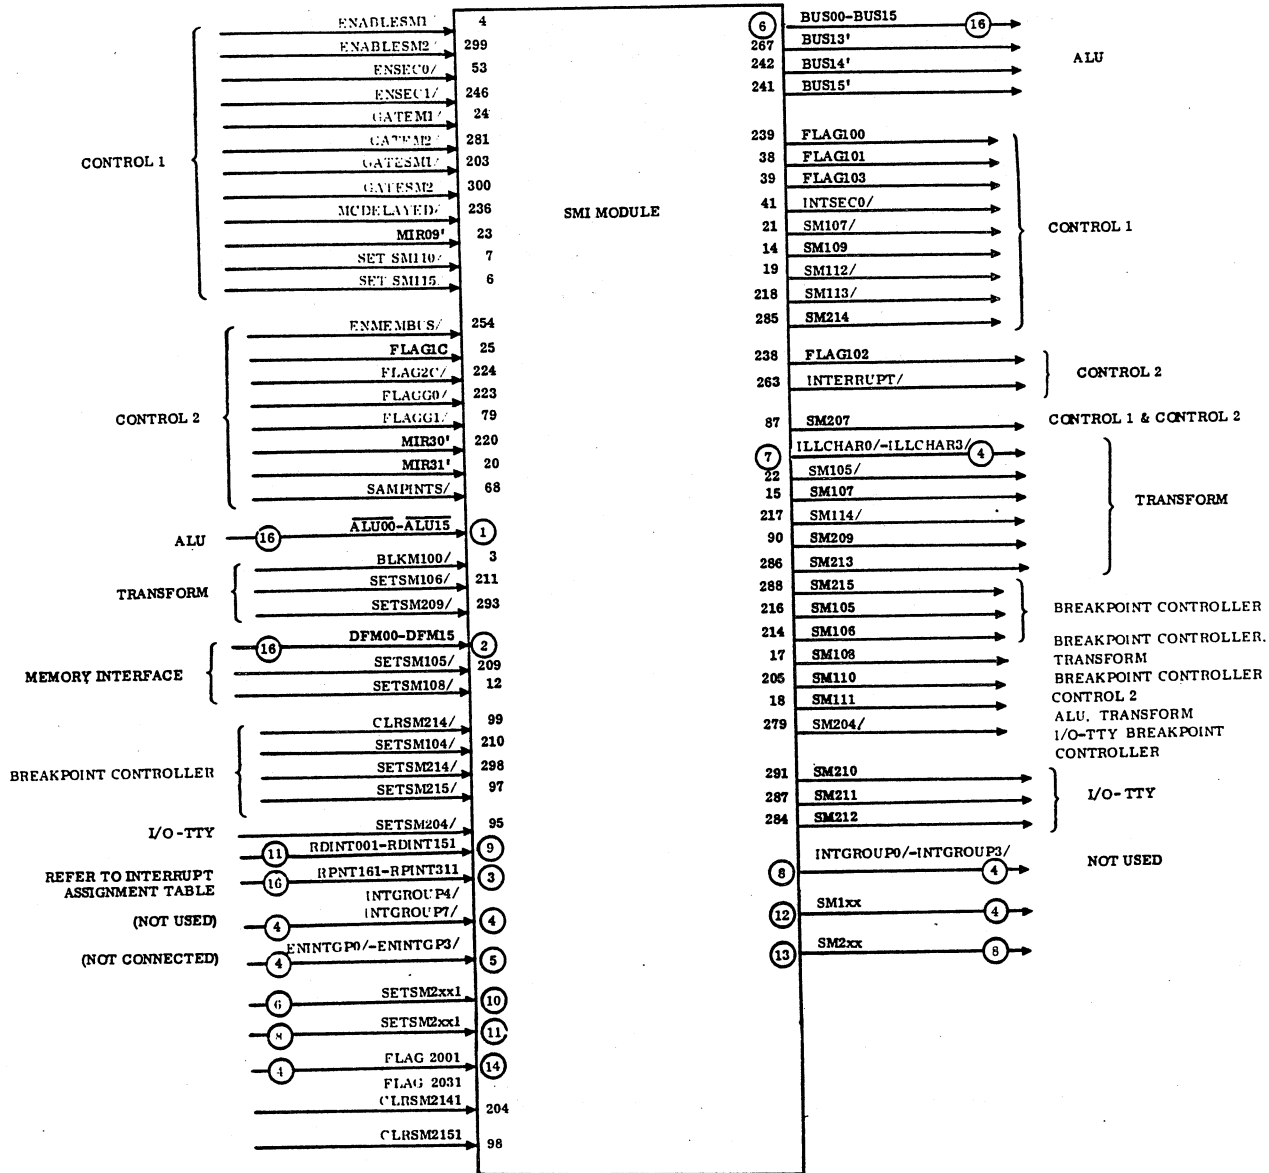 SMI MODULE
CONTROL 1
ENABLESM1 4
ENABLESM2/ 299
ENSEC0/ 53
ENSEC1/ 246
GATEM1/ 24
GATEM2/ 281
GATESM1/ 203
GATESM2 300
MCDELAYED/ 236
MIR09' 23
SET SM110/ 7
SET SM115/ 6
CONTROL 2
ENMEMBUS/ 254
FLAG1C 25
FLAG2C/ 224
FLAGG0/ 223
FLAGG1/ 79
MIR30' 220
MIR31' 20
SAMPINTS/ 68
ALU 16 ALU00-ALU15 1
TRANSFORM
BLKM100/ 3
SETSM106/ 211
SETSM209/ 293
MEMORY INTERFACE
16 DFM00-DFM15 2
SETSM105/ 209
SETSM108/ 12
BREAKPOINT CONTROLLER
CLRSM214/ 99
SETSM104/ 210
SETSM214/ 298
SETSM215/ 97
I/O-TTY SETSM204/ 95
11 RDINT001-RDINT151 9
REFER TO INTERRUPT
ASSIGNMENT TABLE
16 RPNT161-RPINT311 3
INTGROUP4/
(NOT USED) 4 INTGROUP7/ 4
(NOT CONNECTED) 4 ENINTGP0/-ENINTGP3/ 5
6 SETSM2xx1 10
8 SETSM2xx1 11
4 FLAG 2001 14
FLAG 2031
CLRSM2141 204
CLRSM2151 98
6 BUS00-BUS15 16
267 BUS13'
242 BUS14'
241 BUS15'
ALU
239 FLAG100
38 FLAG101
39 FLAG103
41 INTSEC0/
21 SM107/
14 SM109
19 SM112/
218 SM113/
285 SM214
CONTROL 1
238 FLAG102
263 INTERRUPT/
CONTROL 2
87 SM207 CONTROL 1 & CONTROL 2
7 ILLCHAR0/-ILLCHAR3/ 4
22 SM105/
15 SM107
217 SM114/
90 SM209
286 SM213
TRANSFORM
288 SM215
216 SM105
214 SM106
BREAKPOINT CONTROLLER
17 SM108
205 SM110
18 SM111
279 SM204/
BREAKPOINT CONTROLLER.
TRANSFORM
BREAKPOINT CONTROLLER
CONTROL 2
ALU, TRANSFORM
I/O-TTY BREAKPOINT
CONTROLLER
291 SM210
287 SM211
284 SM212
I/O-TTY
8 INTGROUP0/-INTGROUP3/ 4 NOT USED
12 SM1xx 4
13 SM2xx 8